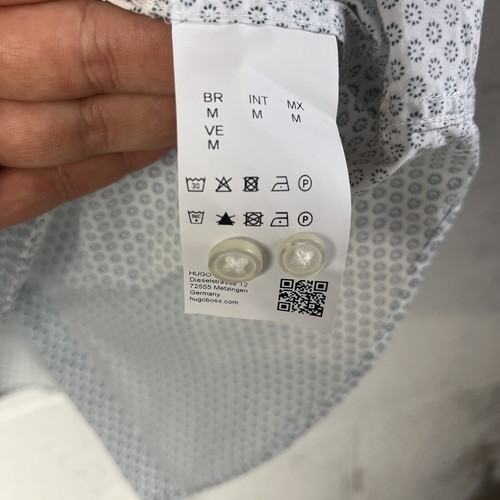 BR INT MX
M M M
VE
M
30
P
P
HUGO
Dieselstrasse 12
72555 Metzingen
Germany
hugoboss.com